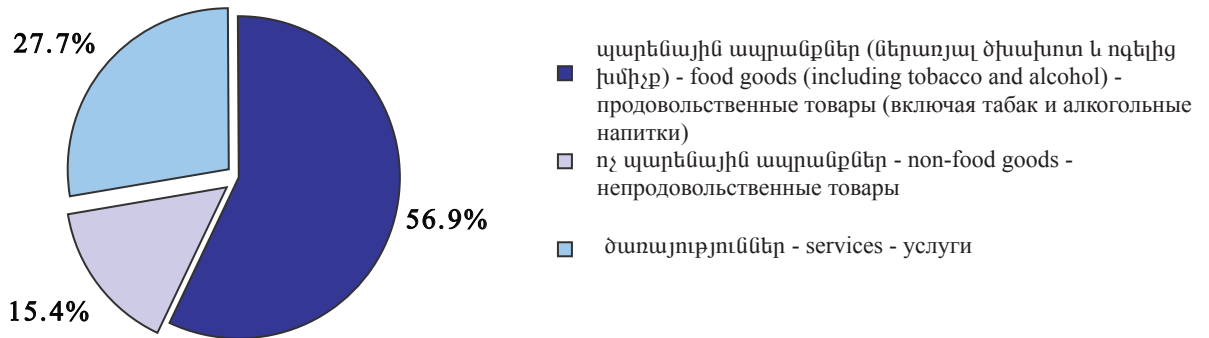 27.7%
պարենային ապրանքներ (ներառյալ ծխախոտ և ոգելից
խմիչք) - food goods (including tobacco and alcohol) -
продовольственные товары (включая табак и алкогольные
напитки)
ոչ պարենային ապրանքներ - non-food goods -
непродовольственные товары
56.9%
ծառայություններ - services - услуги
15.4%